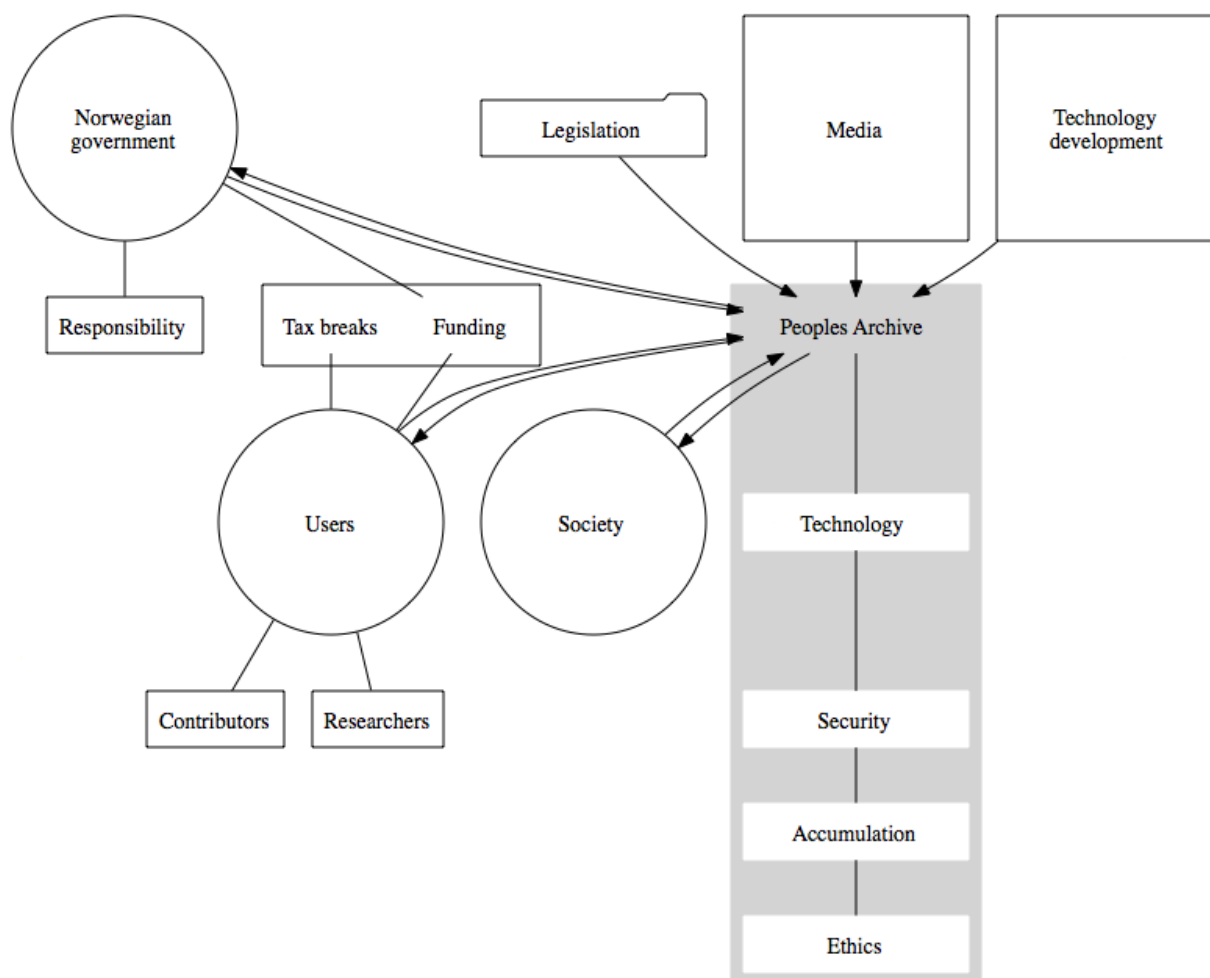 Norwegian
government
Legislation
Media
Technology
development
Responsibility
Tax breaks
Funding
Peoples Archive
Users
Society
Technology
Contributors
Researchers
Security
Accumulation
Ethics